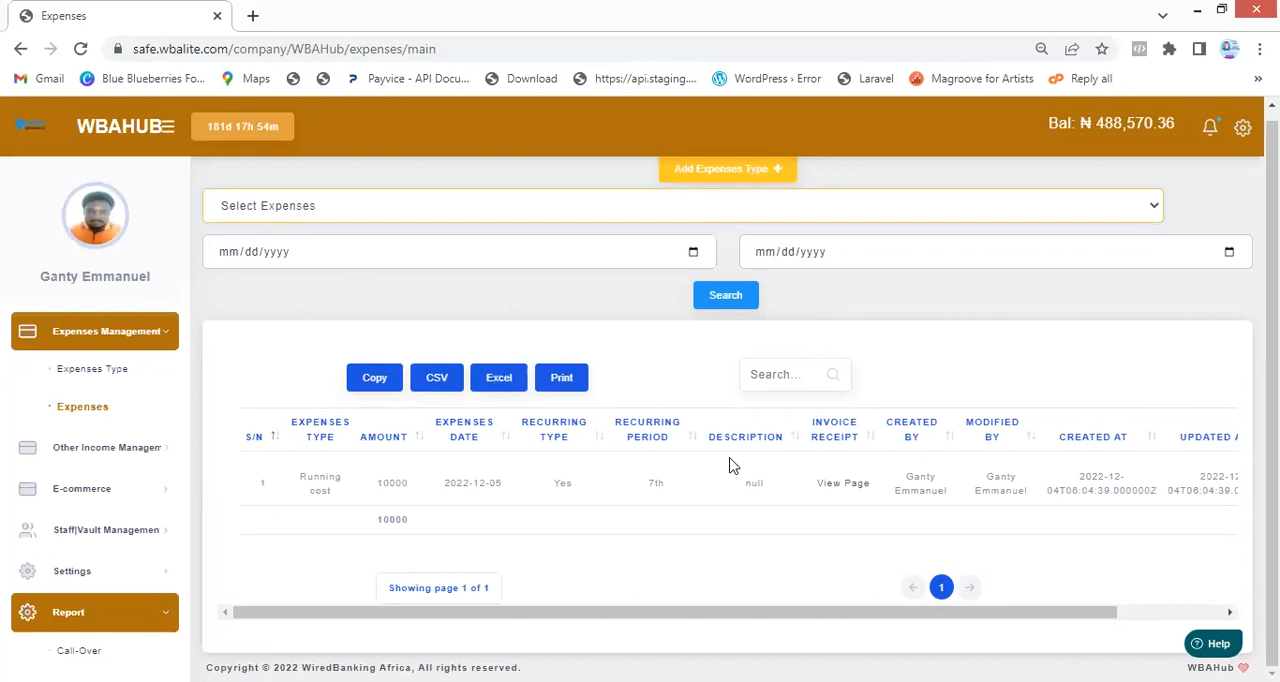 Expenses
safe.wbalite.com/company/WBAHub/expenses/main
Gmail
Blue Blueberries Fo...
Maps
Payvice - API Docu...
Download
https://api.staging....
WordPress › Error
Laravel
Magroove for Artists
Reply all
»
WBAHUB
181d 17h 54m
Bal: ₦ 488,570.36
Add Expenses Type +
Select Expenses
mm/dd/yyyy
mm/dd/yyyy
Search
Ganty Emmanuel
Expenses Management
Expenses Type
Expenses
Other Income Managem
E-commerce
Staff|Vault Managemen
Settings
Report
Call-Over
Copy
CSV
Excel
Print
Search...
S/N
EXPENSES TYPE
AMOUNT
EXPENSES DATE
RECURRING TYPE
RECURRING PERIOD
DESCRIPTION
INVOICE RECEIPT
CREATED BY
MODIFIED BY
CREATED AT
UPDATED A
1
Running cost
10000
2022-12-05
Yes
7th
null
View Page
Ganty Emmanuel
Ganty Emmanuel
2022-12-04T06:04:39.000000Z
2022-12-04T06:04:39.0
10000
Showing page 1 of 1
1
Help
Copyright © 2022 WiredBanking Africa, All rights reserved.
WBAHub